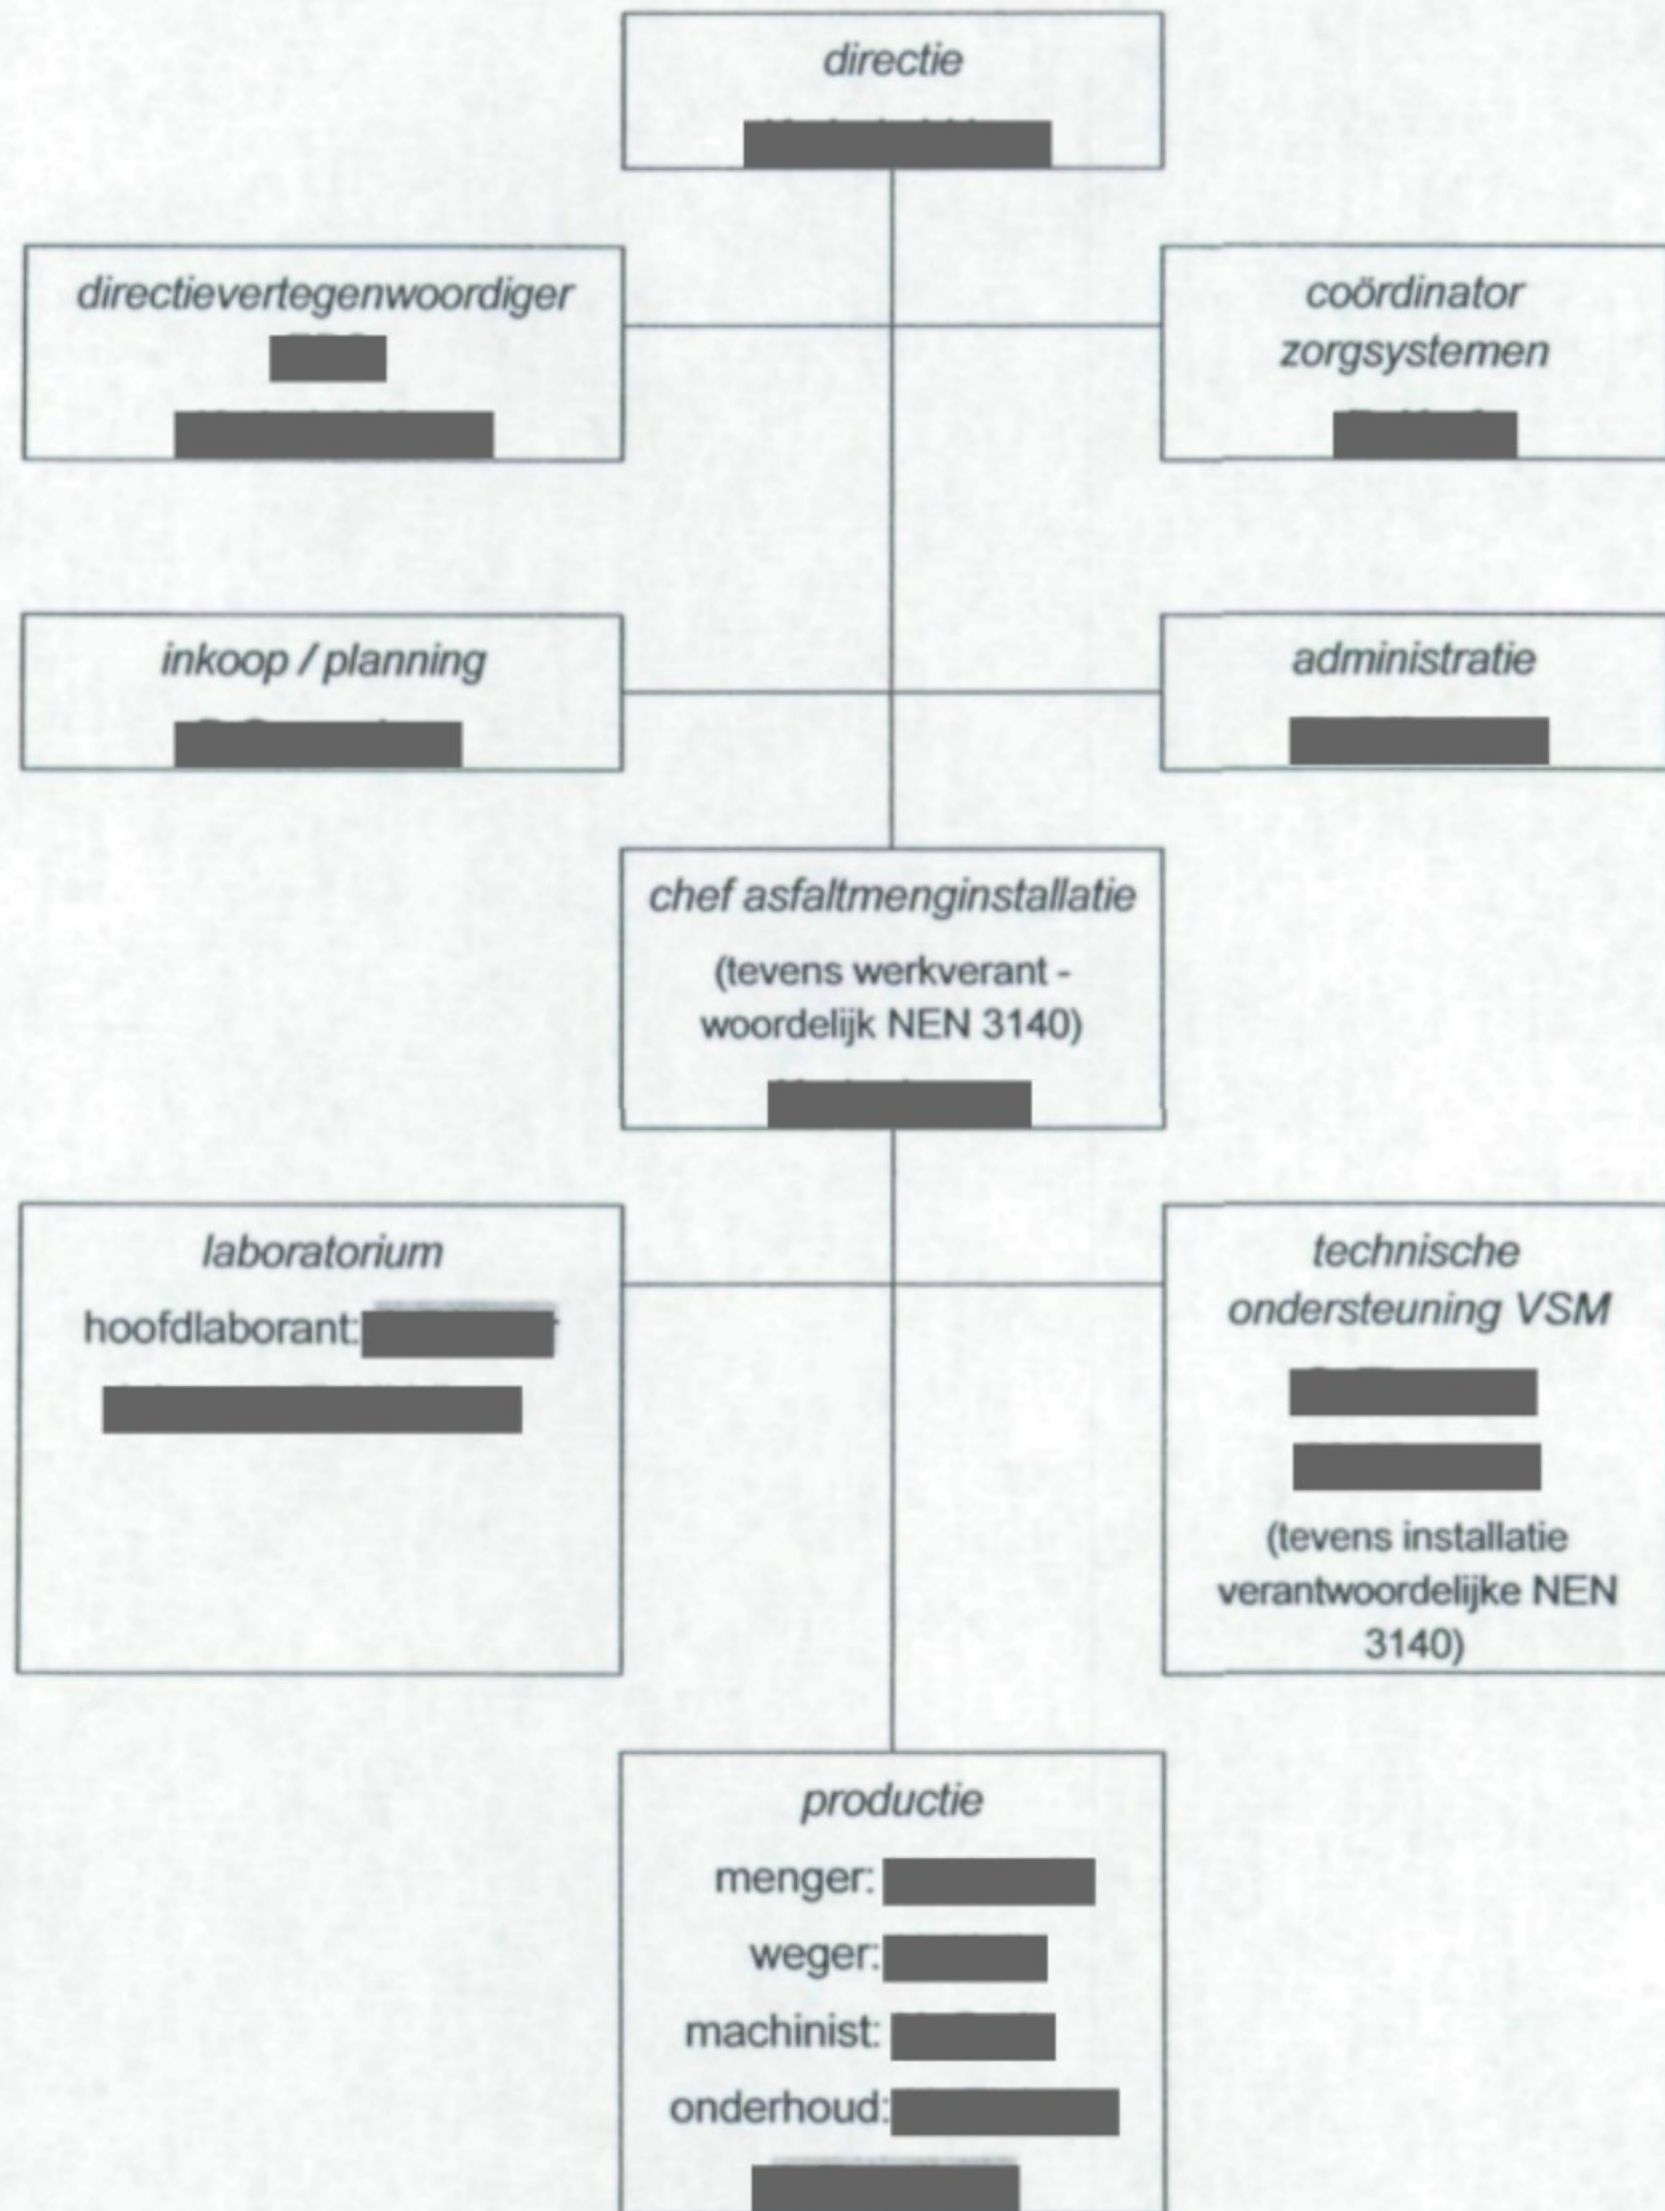 directie
directievertegenwoordiger
coördinator
zorgsystemen
inkoop / planning
administratie
chef asfaltmenginstallatie
(tevens werkverant -
woordelijk NEN 3140)
laboratorium
hoofdlaborant:
technische
ondersteuning VSM
(tevens installatie
verantwoordelijke NEN
3140)
productie
menger:
weger:
machinist:
onderhoud: